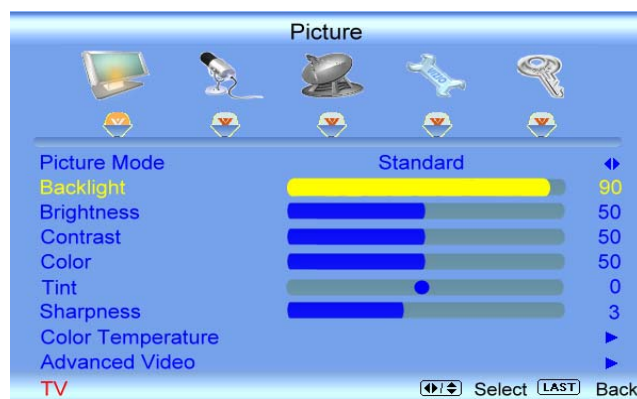 Picture
Picture Mode Standard
Backlight 90
Brightness 50
Contrast 50
Color 50
Tint 0
Sharpness 3
Color Temperature
Advanced Video
TV Select LAST Back